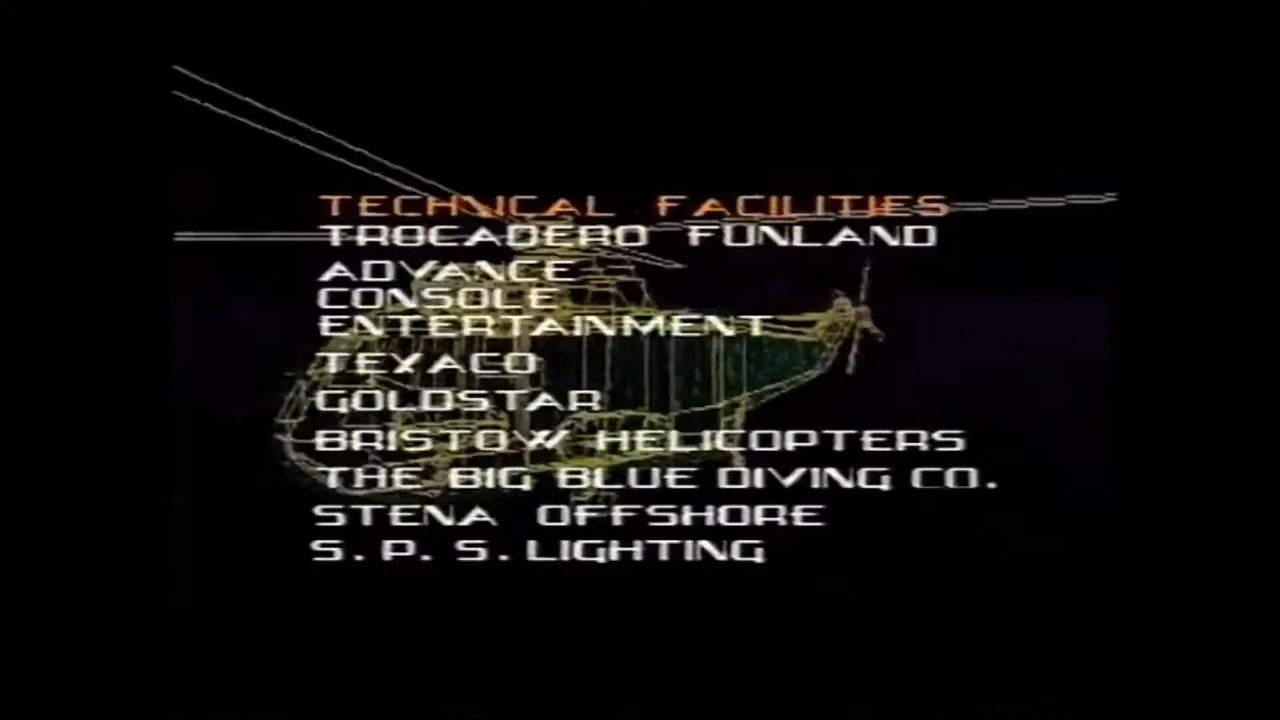 TECHNICAL FACILITIES
TROCADERO FUNLAND
ADVANCE
CONSOLE
ENTERTAINMENT
TEXACO
GOLDSTAR
BRISTOW HELICOPTERS
THE BIG BLUE DIVING CO.
STENA OFFSHORE
S.P.S.LIGHTING